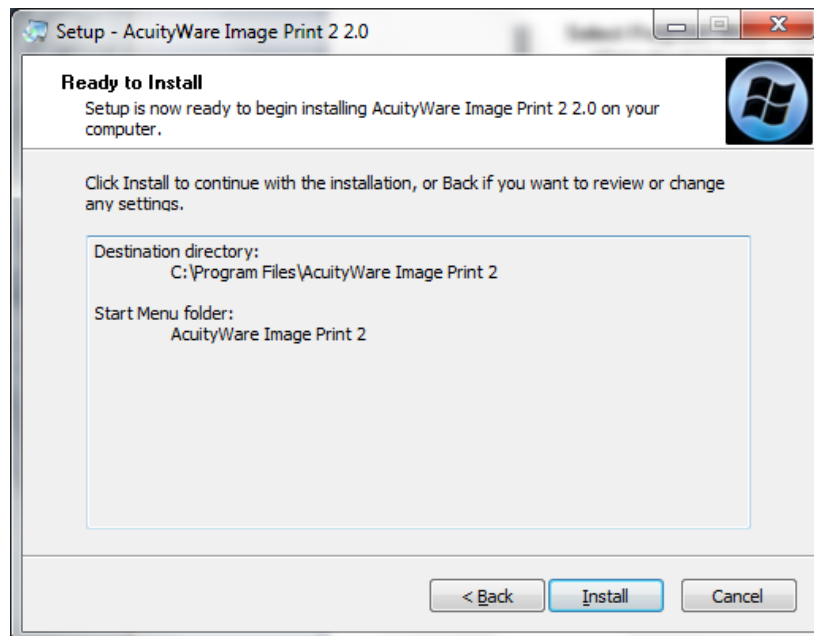 Setup - AcuityWare Image Print 2 2.0
Ready to Install
Setup is now ready to begin installing AcuityWare Image Print 2 2.0 on your
computer.
Click Install to continue with the installation, or Back if you want to review or change
any settings.
Destination directory:
C:\Program Files\AcuityWare Image Print 2
Start Menu folder:
AcuityWare Image Print 2
< Back
Install
Cancel